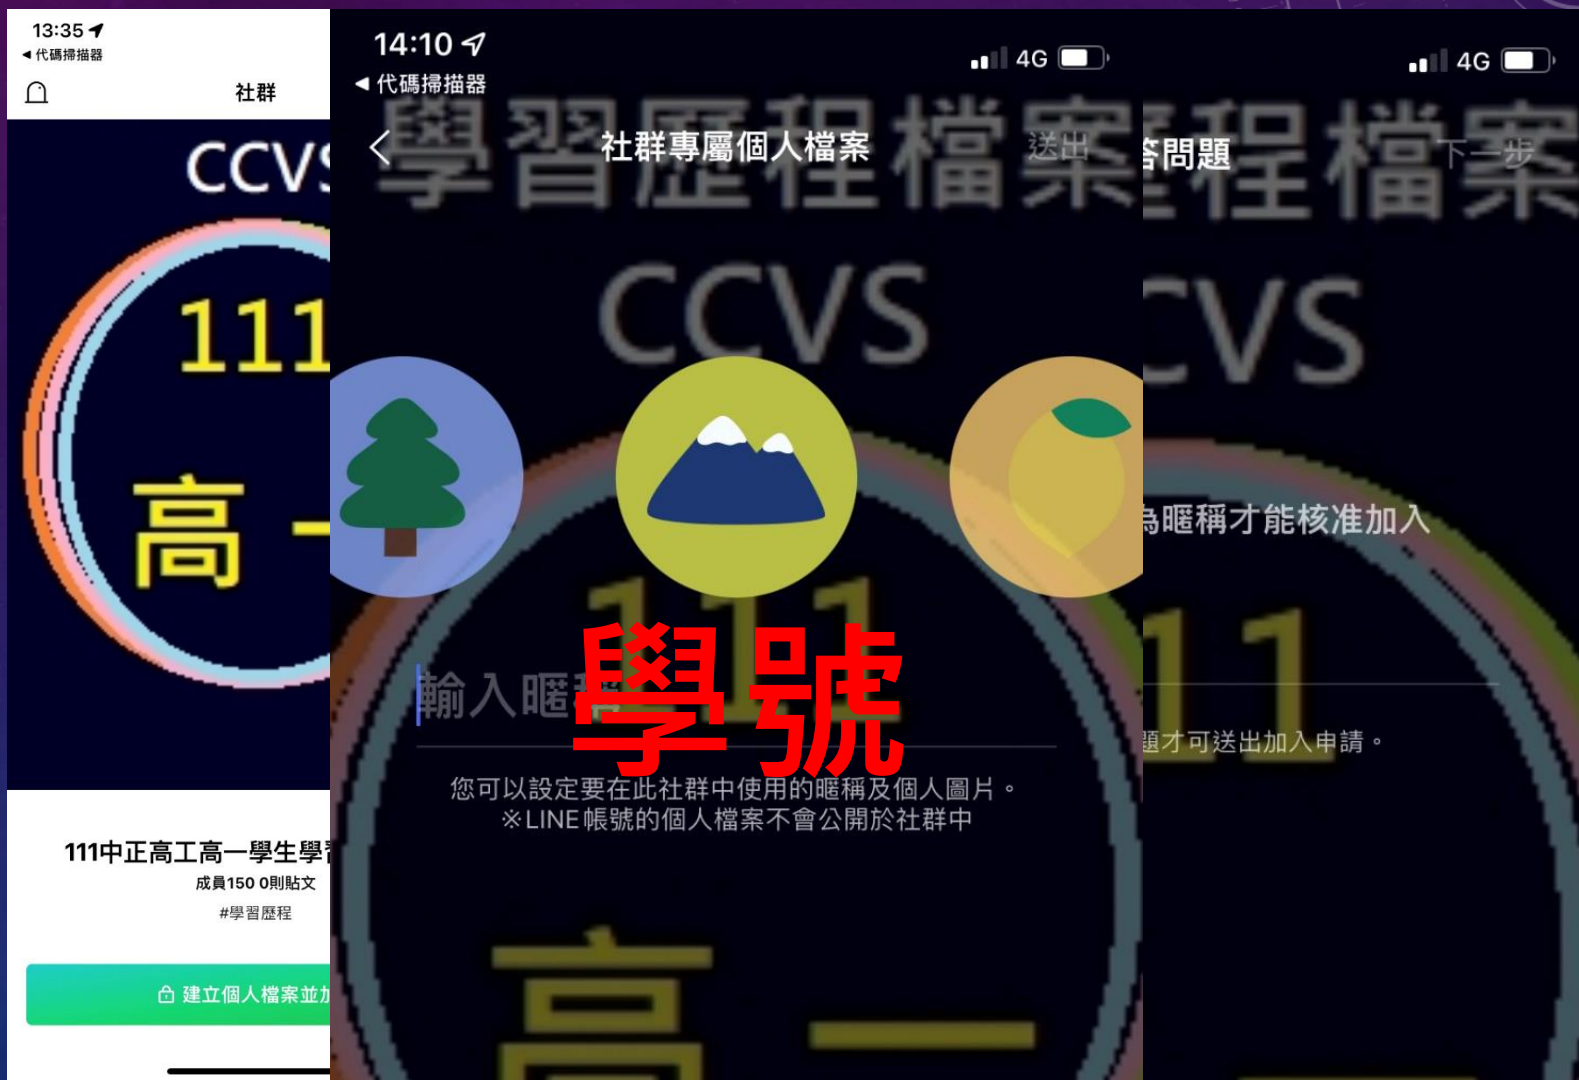 13:35
代碼掃描器
社群
CCVS
111
高一
111中正高工高一學生學習
成員150 0則貼文
#學習歷程
建立個人檔案並加
14:10
4G
代碼掃描器
學習歷程檔案
社群專屬個人檔案
送出
CCVS
111
輸入暱稱
學號
您可以設定要在此社群中使用的暱稱及個人圖片。
※LINE帳號的個人檔案不會公開於社群中
高一
4G
程檔案
答問題
下一步
CVS
為暱稱才能核准加入
11
題才可送出加入申請。